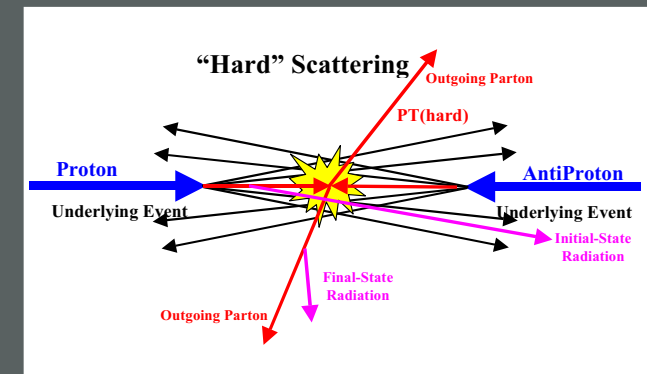 “Hard” Scattering
Outgoing Parton
PT(hard)
Proton
AntiProton
Underlying Event
Underlying Event
Initial-State
Radiation
Final-State
Radiation
Outgoing Parton